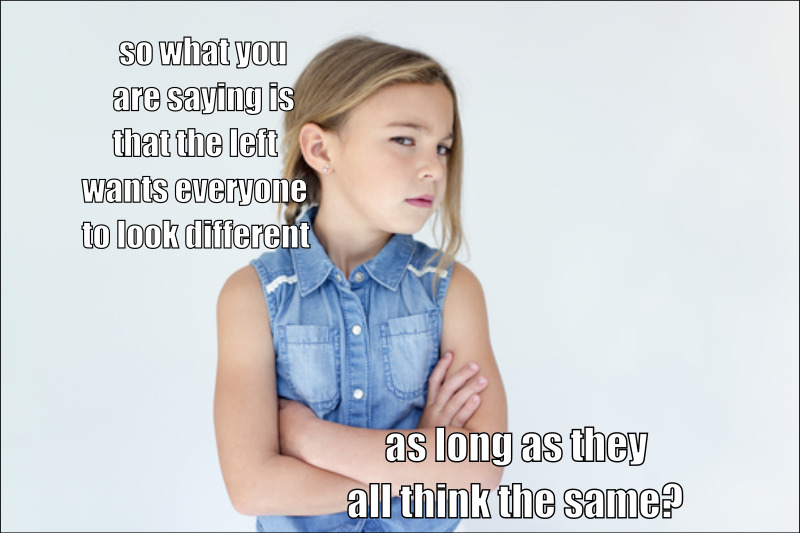 so what you
are saying is
that the left
wants everyone
to look different
as long as they
all think the same?